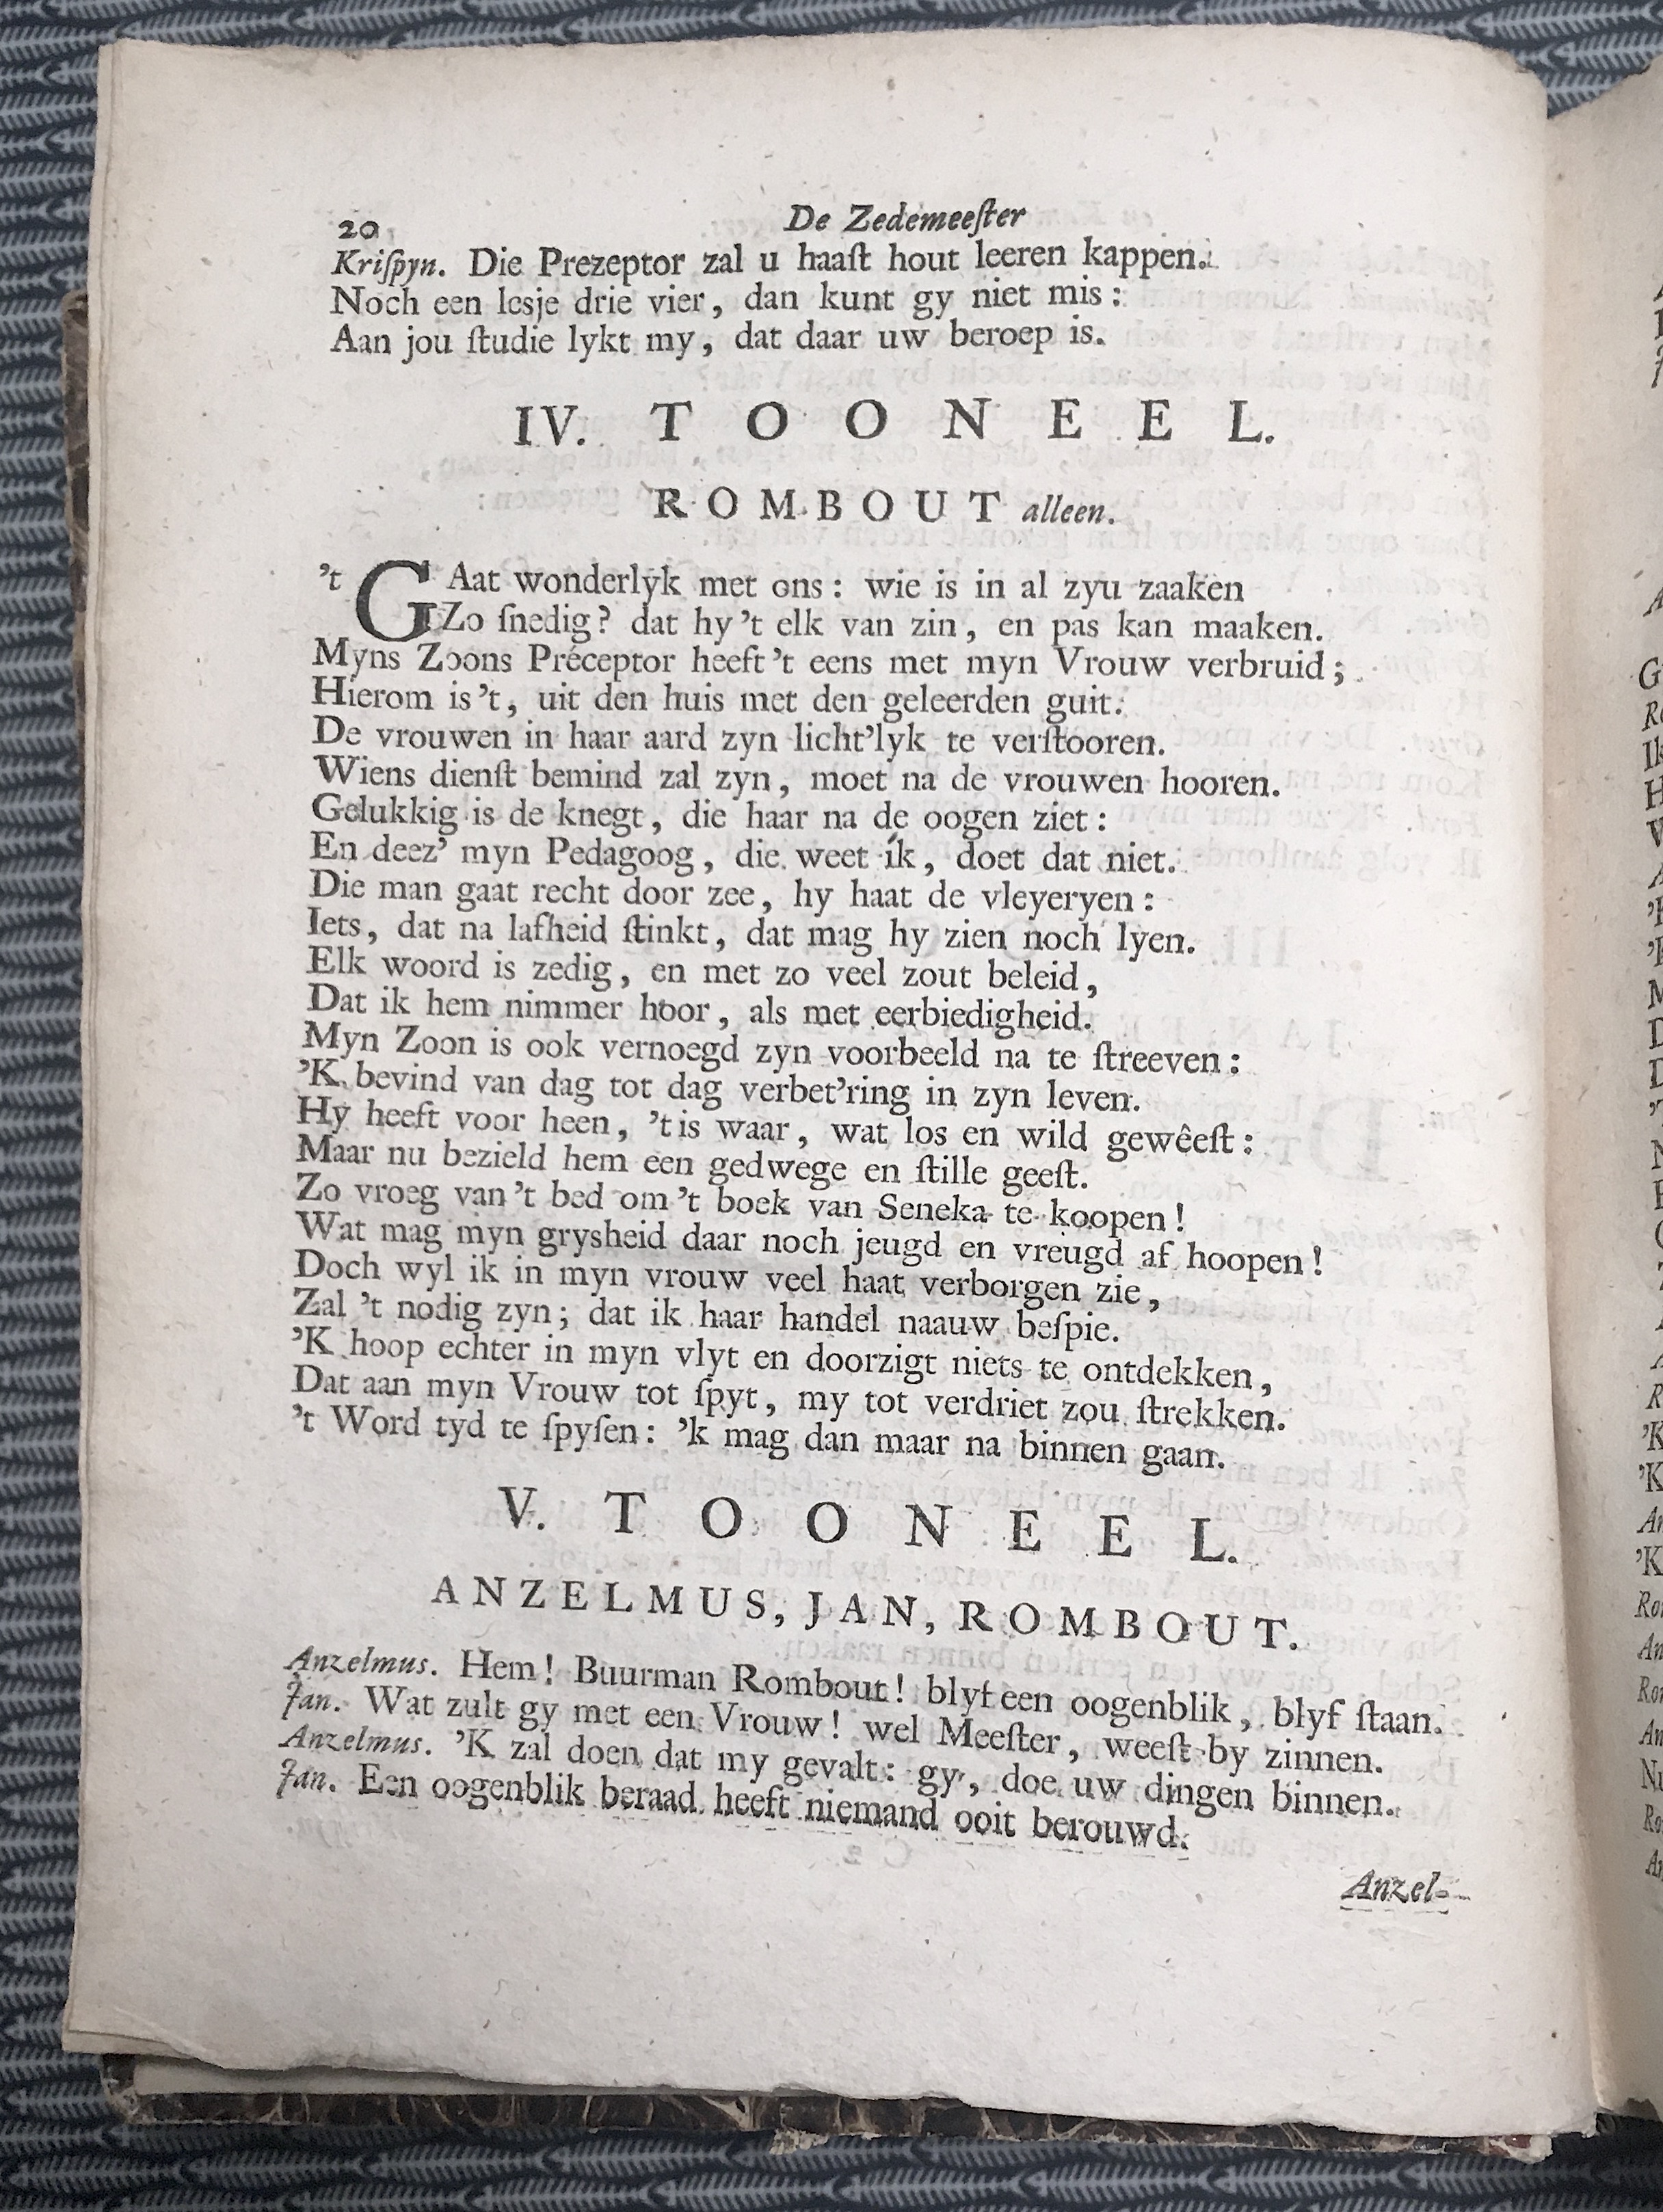 20 De Zedemeeſter
Kriſpyn. Die Prezeptor zal u haaſt hout leeren kappen.
Noch een lesje drie vier, dan kunt gy niet mis:
Aan jou ſtudie lykt my, dat daar uw beroep is.
IV. TOONEEL.
ROMBOUT alleen.
't GAat wonderlyk met ons: wie is in al zyu zaaken
Zo ſnedig? dat hy 't elk van zin, en pas kan maaken.
Myns Zoons Préceptor heeft 't eens met myn Vrouw verbruid;
Hierom is 't, uit den huis met den geleerden guit:
De vrouwen in haar aard zyn licht'lyk te verſtooren.
Wiens dienſt bemind zal zyn, moet na de vrouwen hooren.
Gelukkig is de knegt, die haar na de oogen ziet:
En deez' myn Pedagoog, die weet ík, doet dat niet.
Die man gaat recht door zee, hy haat de vleyeryen:
Iets, dat na lafheid ſtinkt, dat mag hy zien noch lyen.
Elk woord is zedig, en met zo veel zout beleid,
Dat ik hem nimmer hoor, als met eerbiedigheid.
Myn Zoon is ook vernoegd zyn voorbeeld na te ſtreeven:
'K bevind van dag tot dag verbet'ring in zyn leven.
Hy heeft voor heen, 't is waar, wat los en wild gewêeſt:
Maar nu bezield hem een gedwege en ſtille geeſt.
Zo vroeg van 't bed om 't boek van Seneka te koopen!
Wat mag myn grysheid daar noch jeugd en vreugd af hoopen!
Doch wyl ik in myn vrouw veel haat verborgen zie,
Zal 't nodig zyn; dat ik haar handel naauw beſpie.
'K hoop echter in myn vlyt en doorzigt niets te ontdekken,
Dat aan myn Vrouw tot ſpyt, my tot verdriet zou ſtrekken.
't Word tyd te ſpyſen: 'k mag dan maar na binnen gaan.
V. TOONEEL.
ANZELMUS, JAN, ROMBOUT.
Anzelmus. Hem! Buurman Rombout! blyf een oogenblik, blyf ſtaan.
Jan. Wat zult gy met een Vrouw! wel Meeſter, weeſt by zinnen.
Anzelmus. 'K zal doen dat my gevalt: gy, doe uw dingen binnen.
Jan. Een oogenblik beraad heeft niemand ooit berouwd.
Anzel-